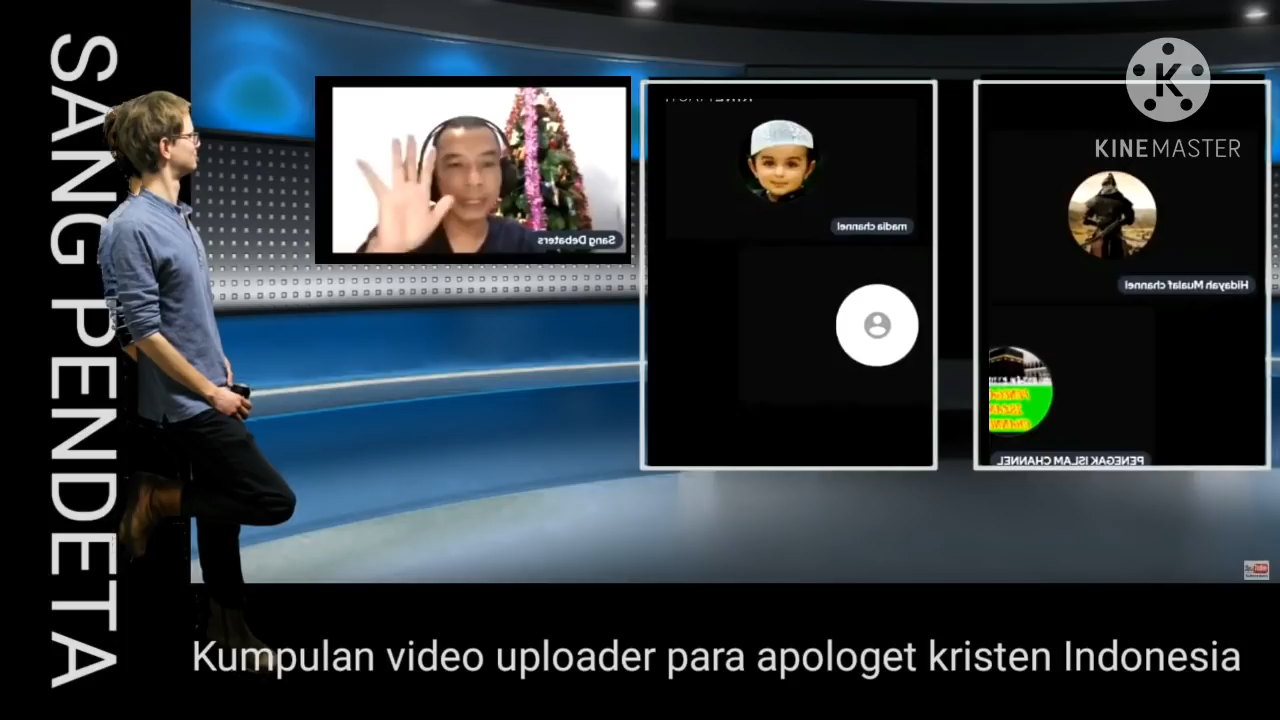 SANG PENDETA
KINEMASTER
Sang Debaters
madia channel
Hidayah Mualaf channel
PENEGAK ISLAM CHANNEL
Kumpulan video uploader para apologet kristen Indonesia